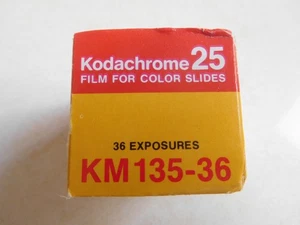 Kodachrome 25
FILM FOR COLOR SLIDES
36 EXPOSURES
KM 135-36